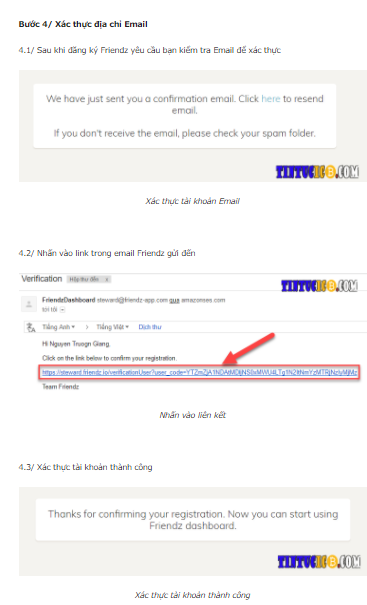 Bước 4/ Xác thực địa chỉ Email
4.1/ Sau khi đăng ký Friendz yêu cầu bạn kiểm tra Email để xác thực
We have just sent you a confirmation email. Click here to resend
email.
If you don't receive the email, please check your spam folder.
TINTUCICO.COM
Xác thực tài khoản Email
4.2/ Nhấn vào link trong email Friendz gửi đến
Verification Hộp thư đến x
TINTUCICO.COM
FriendzDashboard steward@friendz-app.com qua amazonses.com
tới tôi
Tiếng Anh > Tiếng Việt Dịch thư
Hi Nguyen Truogn Giang,
Click on the link below to confirm your registration.
https://steward.friendz.io/verificationUser?user_code=
Team Friendz
Nhấn vào liên kết
4.3/ Xác thực tài khoản thành công
Thanks for confirming your registration. Now you can start using
Friendz dashboard.
TINTUCICO.COM
Xác thực tài khoản thành công